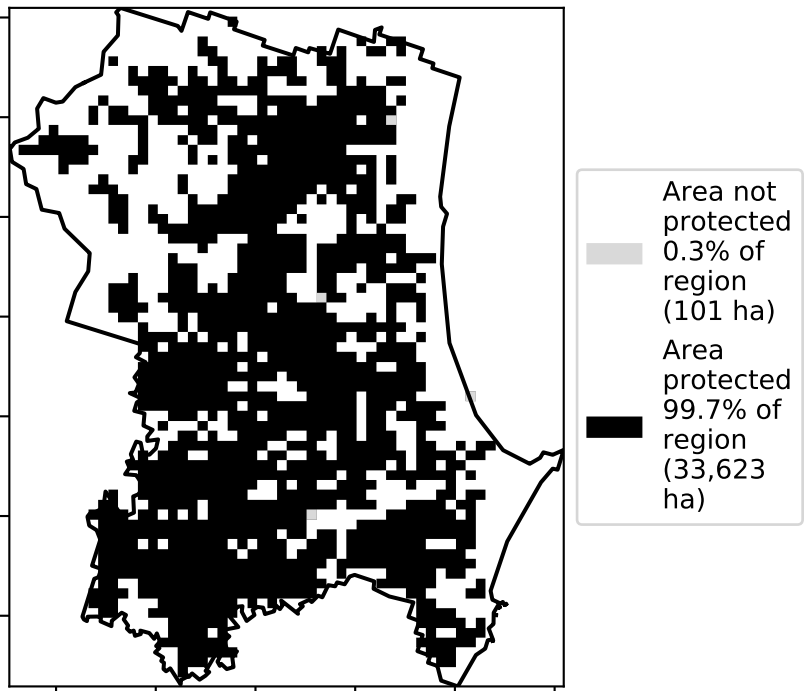 Area not
protected
0.3% of
region
(101 ha)
Area
protected
99.7% of
region
(33,623
ha)